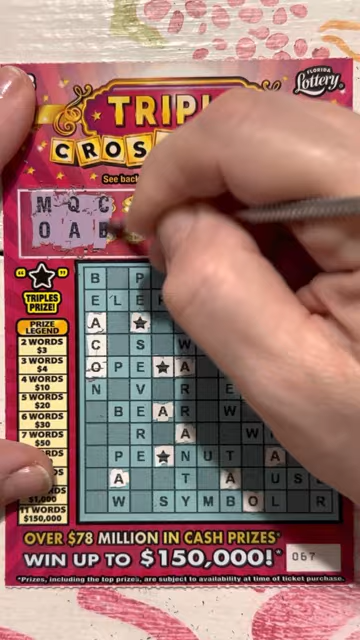 FLORIDA
Lottery
TRIPL
CROS
See back
M Q C
O A B
TRIPLES
PRIZE!
PRIZE
LEGEND
2 WORDS
$3
3 WORDS
$4
4 WORDS
$10
5 WORDS
$20
6 WORDS
$30
7 WORDS
$50
$1,000
11 WORDS
$150,000
B P
E L E
A
C S W
O P E A
N V R E
B E A R W
R A W
P E N U T A
A T A U S
W S Y M B O L R
OVER $78 MILLION IN CASH PRIZES*
WIN UP TO $150,000!*
067
*Prizes, including the top prizes, are subject to availability at time of ticket purchase.